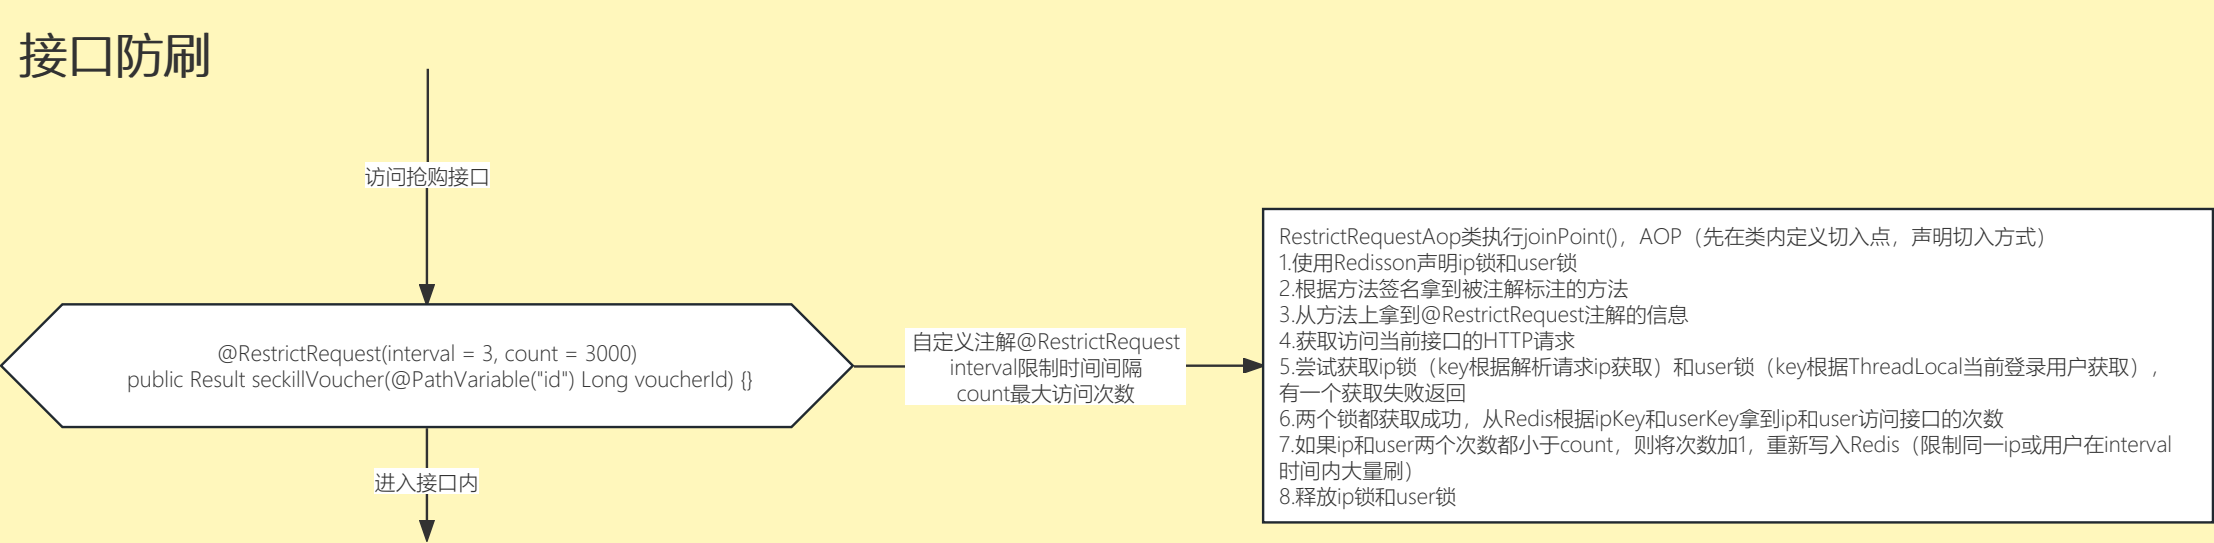 接口防刷
访问抢购接口
@RestrictRequest(interval = 3, count = 3000)
public Result seckillVoucher(@PathVariable("id") Long voucherId) {}
进入接口内
自定义注解@RestrictRequest
interval限制时间间隔
count最大访问次数
RestrictRequestAop类执行joinPoint()，AOP（先在类内定义切入点，声明切入方式）
1.使用Redisson声明ip锁和user锁
2.根据方法签名拿到被注解标注的方法
3.从方法上拿到@RestrictRequest注解的信息
4.获取访问当前接口的HTTP请求
5.尝试获取ip锁（key根据解析请求ip获取）和user锁（key根据ThreadLocal当前登录用户获取），
有一个获取失败返回
6.两个锁都获取成功，从Redis根据ipKey和userKey拿到ip和user访问接口的次数
7.如果ip和user两个次数都小于count，则将次数加1，重新写入Redis（限制同一ip或用户在interval
时间内大量刷）
8.释放ip锁和user锁